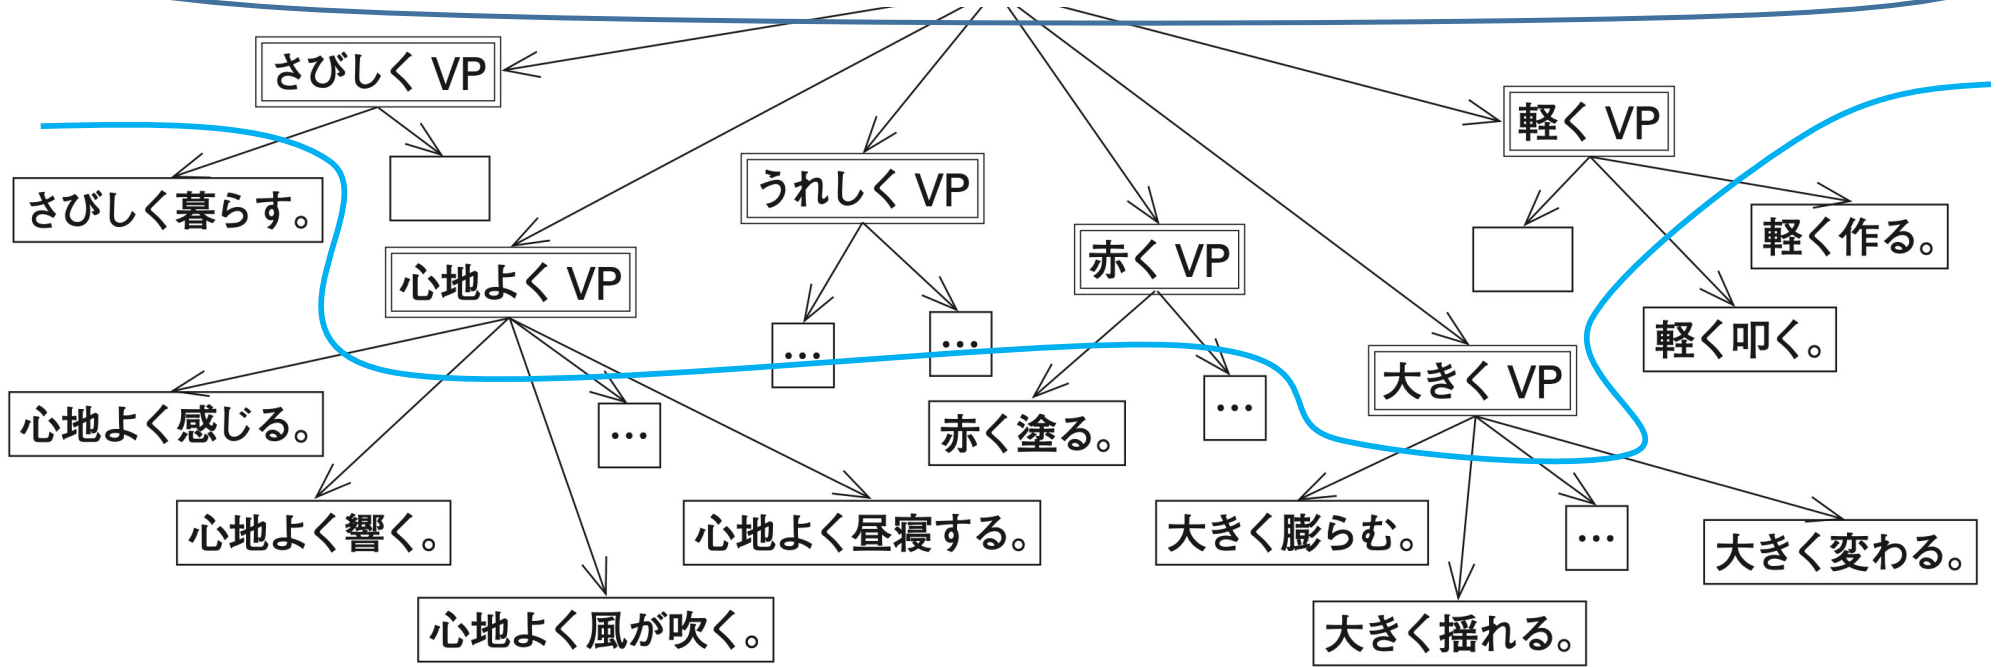 さびしく VP
軽く VP
うれしく VP
さびしく暮らす。
軽く作る。
赤く VP
心地よく VP
軽く叩く。
…
…
大きく VP
心地よく感じる。
…
赤く塗る。
…
心地よく響く。
心地よく昼寝する。
大きく膨らむ。
…
大きく変わる。
心地よく風が吹く。
大きく揺れる。